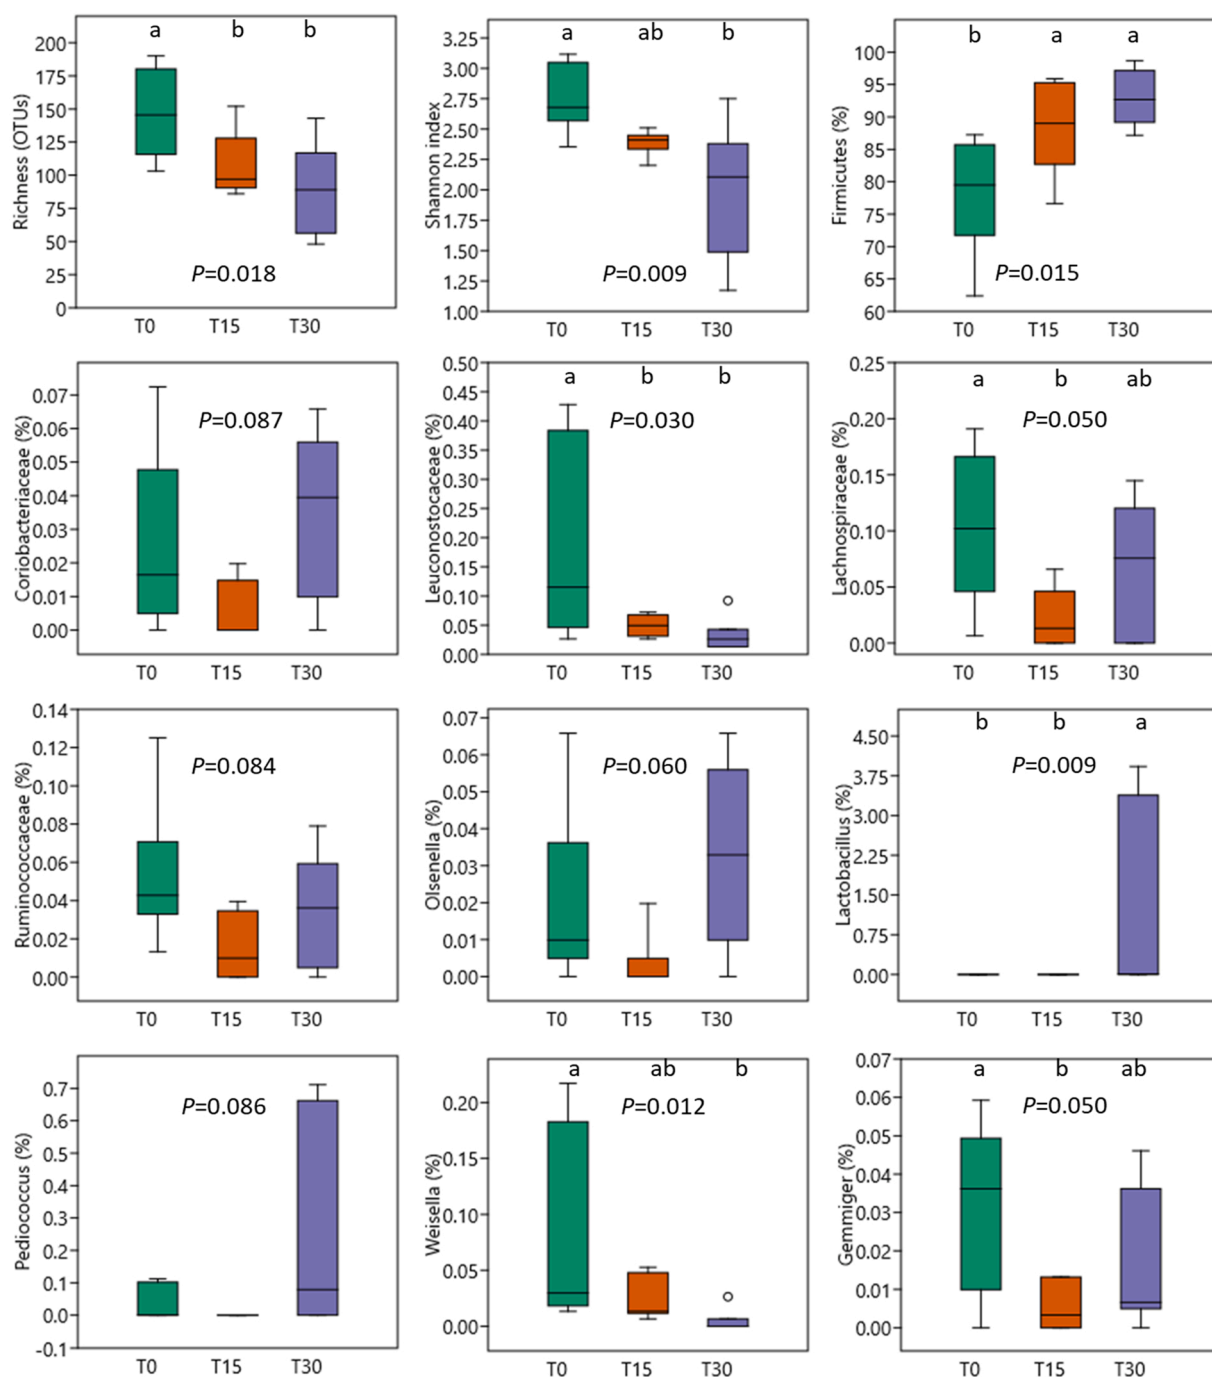 a b b
Richness (OTUs)
200
175
150
125
100
75
50
25
0
P=0.018
T0 T15 T30
a ab b
Shannon index
3.25
3.00
2.75
2.50
2.25
2.00
1.75
1.50
1.25
1.00
P=0.009
T0 T15 T30
b a a
Firmicutes (%)
100
95
90
85
80
75
70
65
60
P=0.015
T0 T15 T30
Coriobacteriaceae (%)
0.07
0.06
0.05
0.04
0.03
0.02
0.01
0.00
P=0.087
T0 T15 T30
a b b
Leuconostocaceae (%)
0.50
0.45
0.40
0.35
0.30
0.25
0.20
0.15
0.10
0.05
0.00
P=0.030
T0 T15 T30
a b ab
Lachnospiraceae (%)
0.25
0.20
0.15
0.10
0.05
0.00
P=0.050
T0 T15 T30
Ruminoccaceae (%)
0.14
0.12
0.10
0.08
0.06
0.04
0.02
0.00
P=0.084
T0 T15 T30
Olsenella (%)
0.07
0.06
0.05
0.04
0.03
0.02
0.01
0.00
P=0.060
T0 T15 T30
b b a
Lactobacillus (%)
4.50
3.75
3.00
2.25
1.50
0.75
0.00
P=0.009
T0 T15 T30
Pediococcus (%)
0.7
0.6
0.5
0.4
0.3
0.2
0.1
0.0
-0.1
P=0.086
T0 T15 T30
a ab b
Weisella (%)
0.20
0.15
0.10
0.05
0.00
P=0.012
T0 T15 T30
a b ab
Gemmiger (%)
0.07
0.06
0.05
0.04
0.03
0.02
0.01
0.00
P=0.050
T0 T15 T30